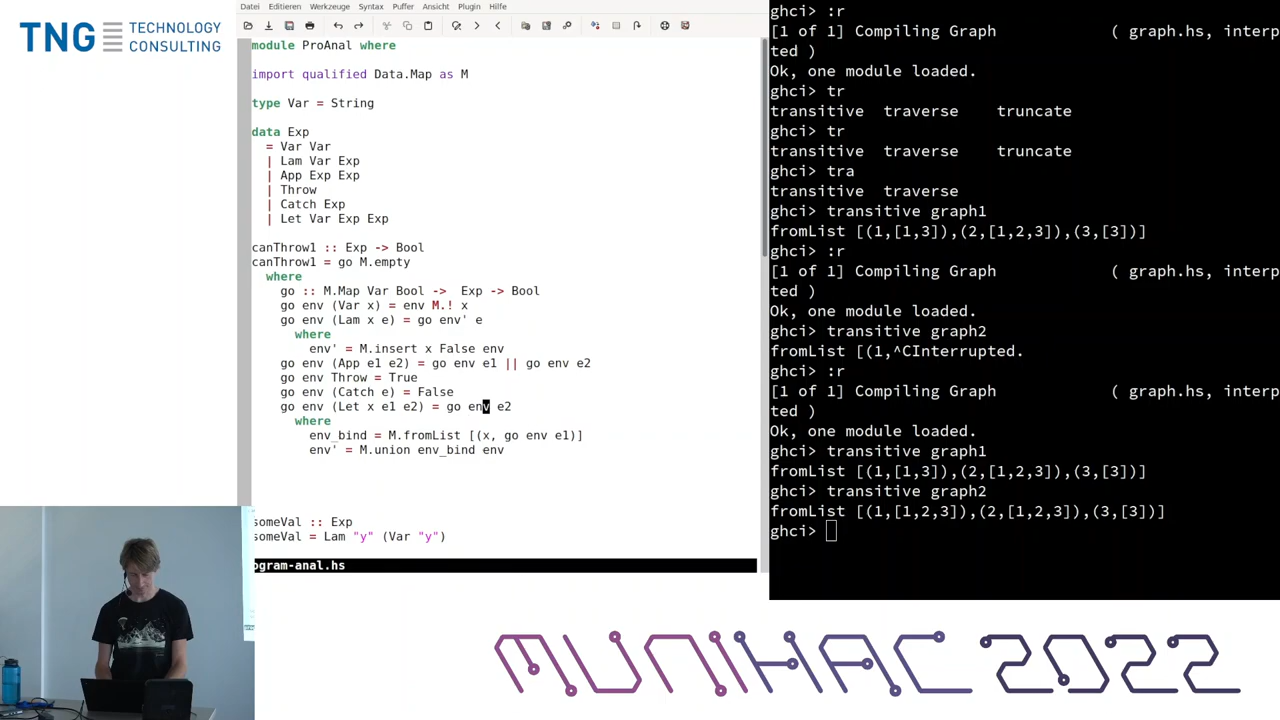 TNG TECHNOLOGY
CONSULTING
Datei Editieren Werkzeuge Syntax Puffer Ansicht Plugin Hilfe
module ProAnal where
import qualified Data.Map as M
type Var = String
data Exp
= Var Var
| Lam Var Exp
| App Exp Exp
| Throw
| Catch Exp
| Let Var Exp Exp
canThrow1 :: Exp -> Bool
canThrow1 = go M.empty
where
go :: M.Map Var Bool -> Exp -> Bool
go env (Var x) = env M.! x
go env (Lam x e) = go env' e
where
env' = M.insert x False env
go env (App e1 e2) = go env e1 || go env e2
go env Throw = True
go env (Catch e) = False
go env (Let x e1 e2) = go env e2
where
env_bind = M.fromList [(x, go env e1)]
env' = M.union env_bind env
someVal :: Exp
someVal = Lam "y" (Var "y")
ogram-anal.hs
ghci> :r
[1 of 1] Compiling Graph ( graph.hs, interp
ted )
Ok, one module loaded.
ghci> tr
transitive traverse truncate
ghci> tr
transitive traverse truncate
ghci> tra
transitive traverse
ghci> transitive graph1
fromList [(1,[1,3]),(2,[1,2,3]),(3,[3])]
ghci> :r
[1 of 1] Compiling Graph ( graph.hs, interp
ted )
Ok, one module loaded.
ghci> transitive graph2
fromList [(1,^CInterrupted.
ghci> :r
[1 of 1] Compiling Graph ( graph.hs, interp
ted )
Ok, one module loaded.
ghci> transitive graph1
fromList [(1,[1,3]),(2,[1,2,3]),(3,[3])]
ghci> transitive graph2
fromList [(1,[1,2,3]),(2,[1,2,3]),(3,[3])]
ghci>
MUNIHAC 2022